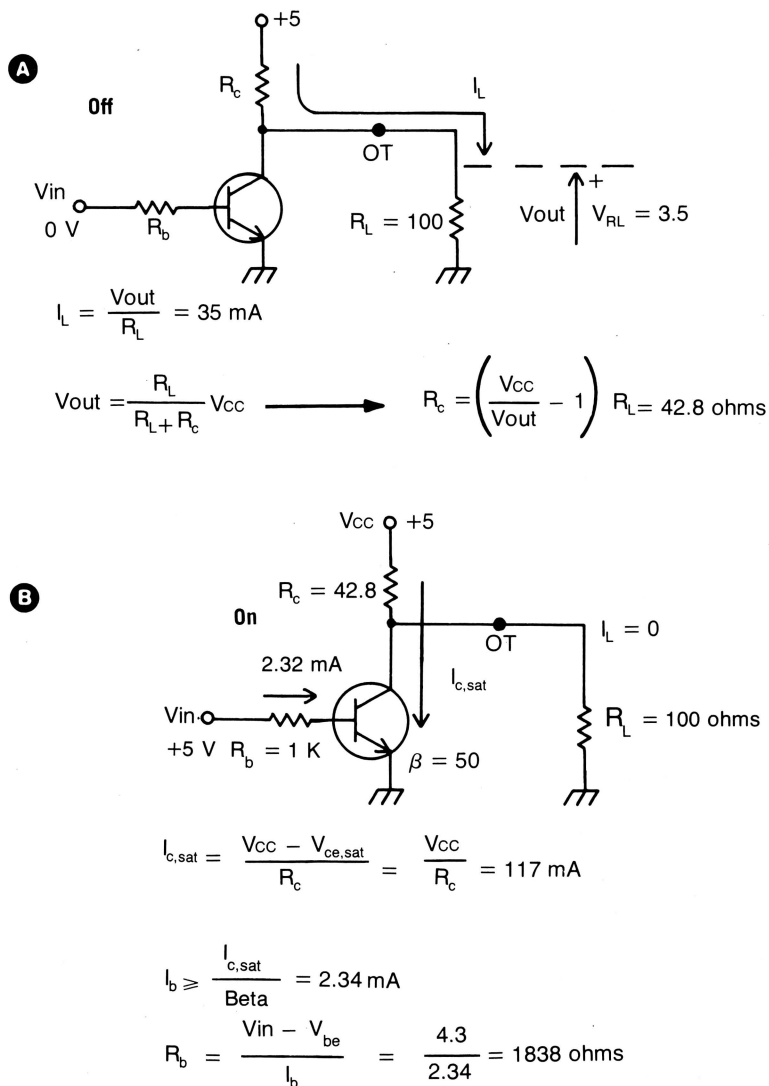 +5
A
Off
R_c
I_L
OT
Vin
0 V
R_b
R_L = 100
Vout
+
V_RL = 3.5
I_L = Vout / R_L = 35 mA
Vout = R_L / (R_L + R_c) Vcc
R_c = (Vcc / Vout − 1) R_L = 42.8 ohms
Vcc +5
B
R_c = 42.8
On
OT
I_L = 0
2.32 mA
I_c,sat
Vin
+5 V R_b = 1 K
β = 50
R_L = 100 ohms
I_c,sat = Vcc − V_ce,sat / R_c = Vcc / R_c = 117 mA
I_b ≥ I_c,sat / Beta = 2.34 mA
R_b = Vin − V_be / I_b = 4.3 / 2.34 = 1838 ohms